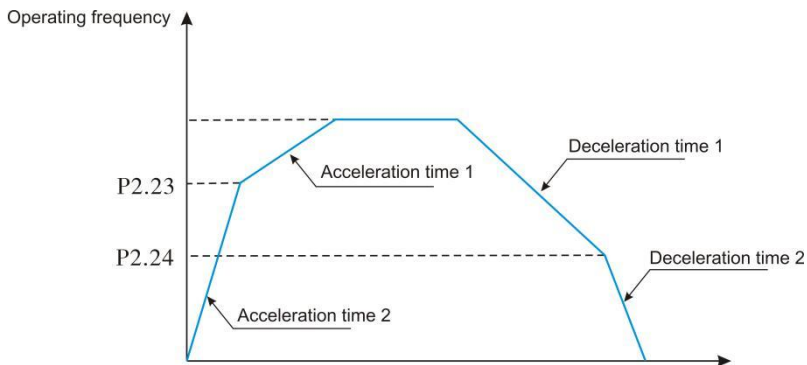 Operating frequency
Deceleration time 1
Acceleration time 1
P2.23
P2.24
Deceleration time 2
Acceleration time 2